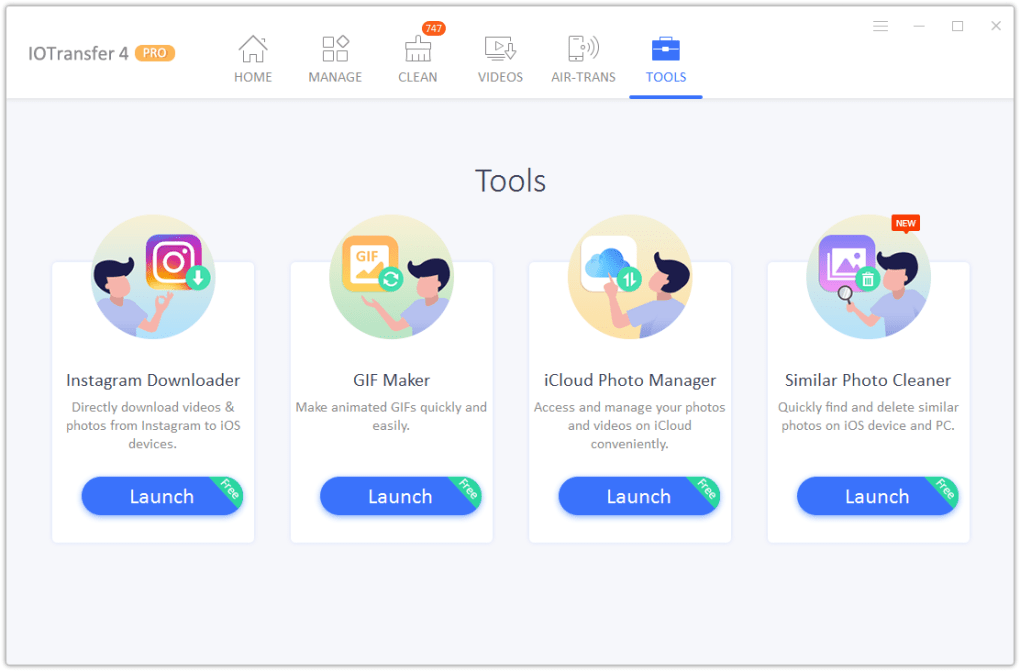 IOTransfer 4 PRO
747
HOME
MANAGE
CLEAN
VIDEOS
AIR-TRANS
TOOLS
Tools
GIF
NEW
Instagram Downloader
Directly download videos &
photos from Instagram to iOS
devices.
Launch
Free
GIF Maker
Make animated GIFs quickly and
easily.
Launch
Free
iCloud Photo Manager
Access and manage your photos
and videos on iCloud
conveniently.
Launch
Free
Similar Photo Cleaner
Quickly find and delete similar
photos on iOS device and PC.
Launch
Free